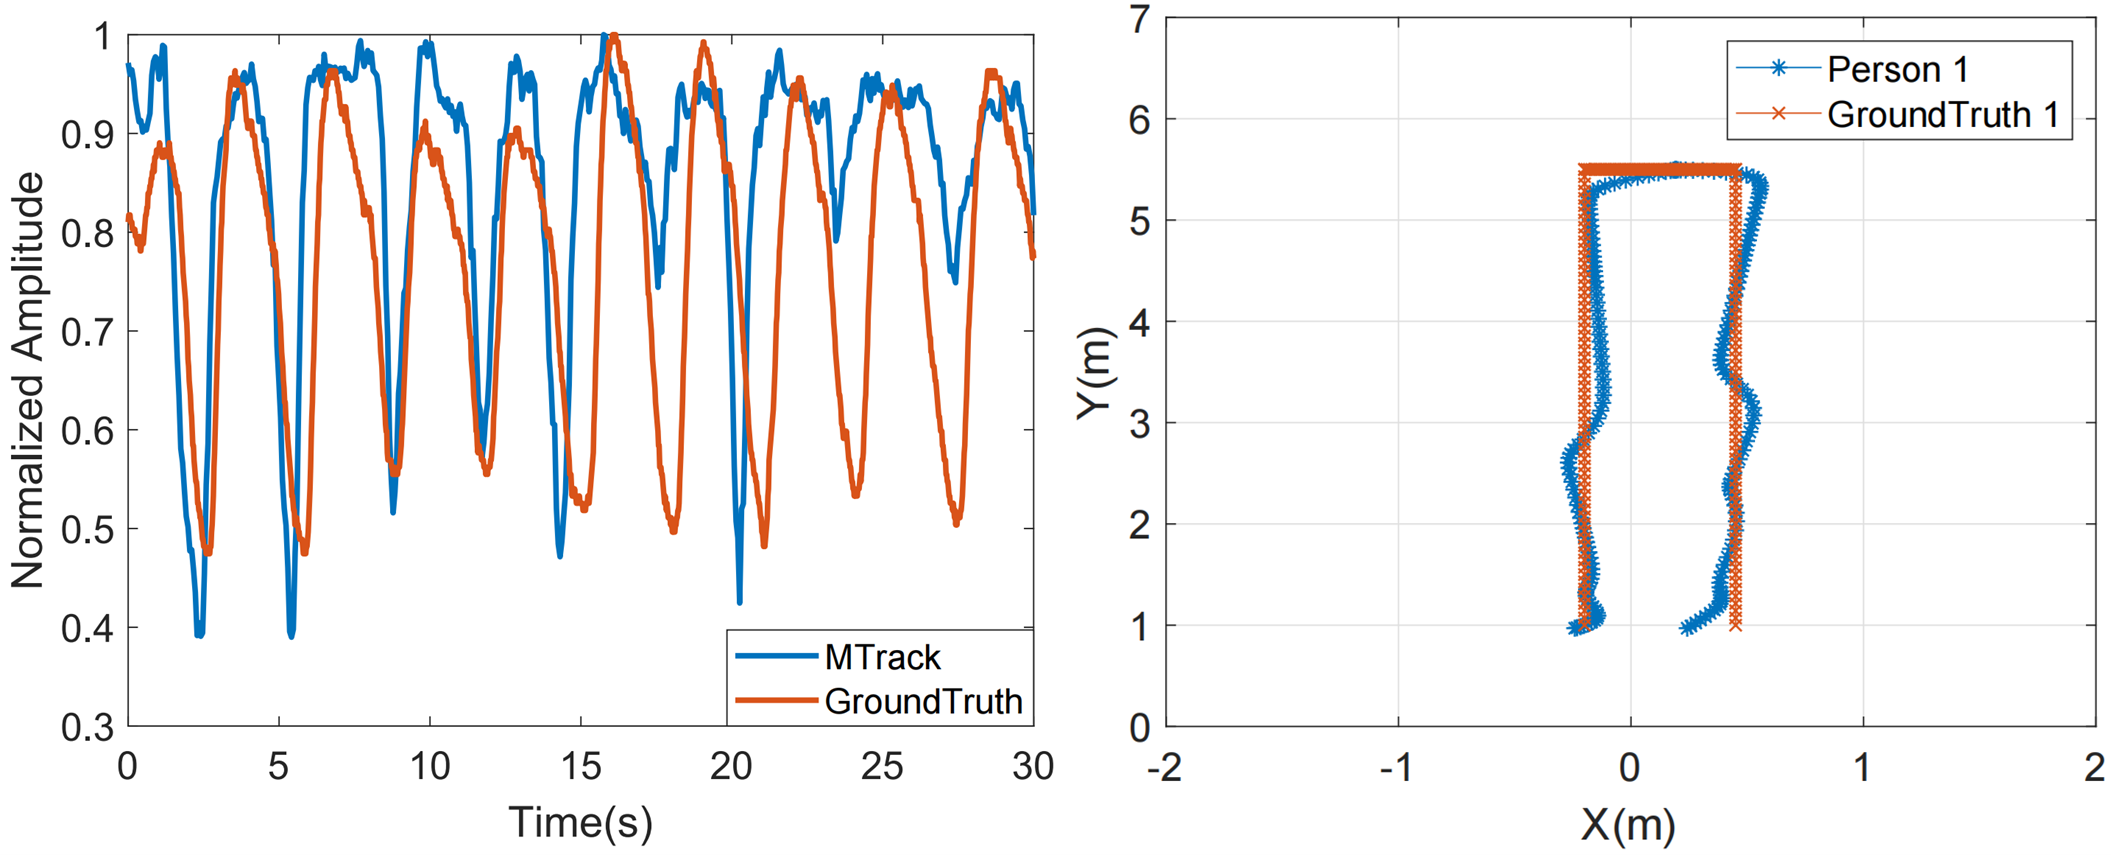 Normalized Amplitude
1
0.9
0.8
0.7
0.6
0.5
0.4
0.3
0 5 10 15 20 25 30
Time(s)
MTrack
GroundTruth
Y(m)
7
6
5
4
3
2
1
0
-2 -1 0 1 2
X(m)
Person 1
GroundTruth 1